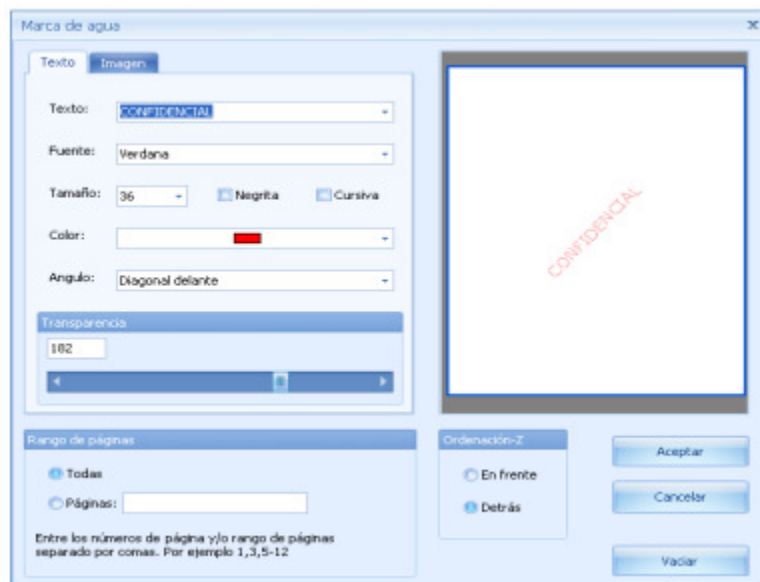 Marca de agua
Texto Imagen
Texto: CONFIDENCIAL
Fuente: Verdana
Tamaño: 36 Negrita Cursiva
Color:
Angulo: Diagonal delante
Transparencia
182
CONFIDENCIAL
Rango de páginas
Todas
Páginas:
Entre los números de página y/o rango de páginas
separado por comas. Por ejemplo 1,3,5-12
Ordenación-Z
En frente
Detrás
Aceptar
Cancelar
Vaciar